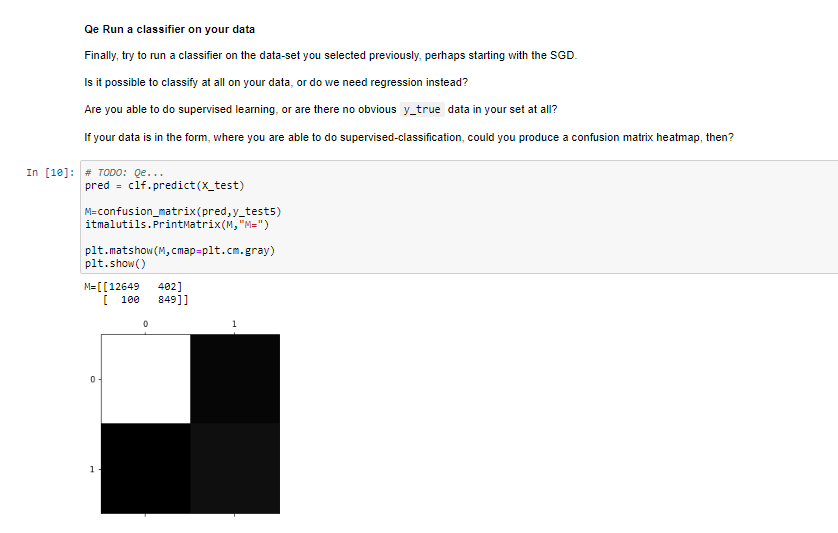 Qe Run a classifier on your data
Finally, try to run a classifier on the data-set you selected previously, perhaps starting with the SGD.
Is it possible to classify at all on your data, or do we need regression instead?
Are you able to do supervised learning, or are there no obvious y_true data in your set at all?
If your data is in the form, where you are able to do supervised-classification, could you produce a confusion matrix heatmap, then?
In [10]: # TODO: Qe...
pred = clf.predict(X_test)
M=confusion_matrix(pred,y_test5)
itmalutils.PrintMatrix(M,"M=")
plt.matshow(M,cmap=plt.cm.gray)
plt.show()
M=[[12649 402]
[ 100 849]]
0 1
0
1